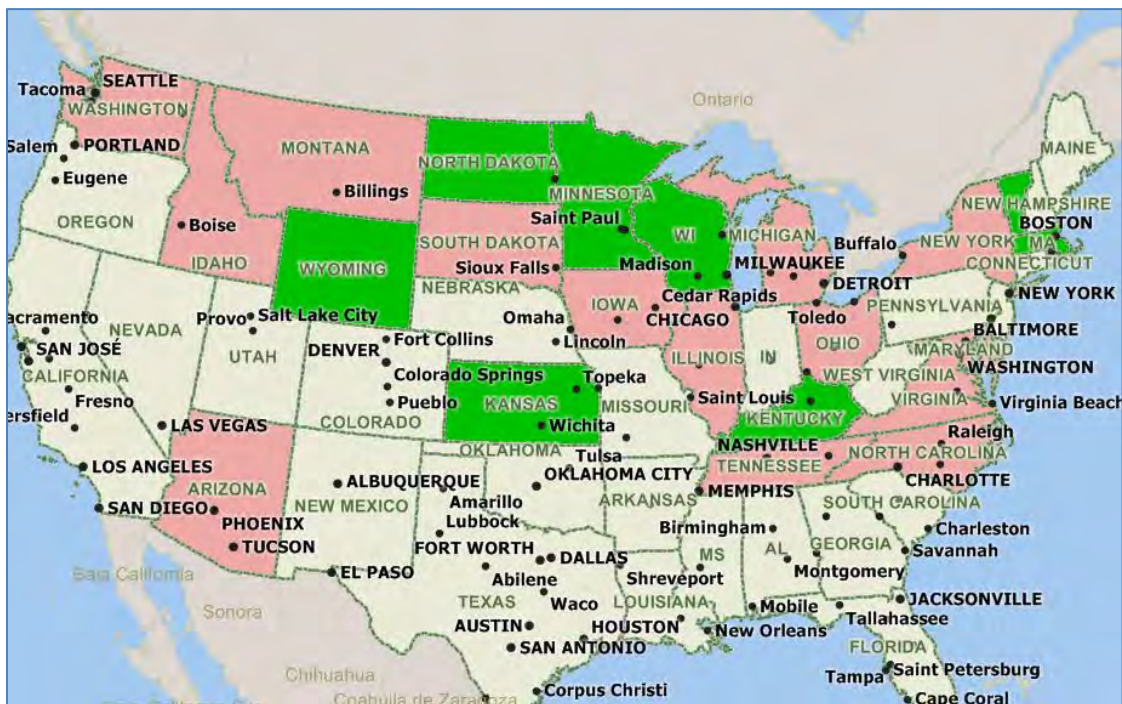 Ontario
SEATTLE
Tacoma
WASHINGTON
MAINE
Salem
PORTLAND
MONTANA
NORTH DAKOTA
Eugene
Billings
MINNESOTA
NEW HAMPSHIRE
OREGON
Boise
Saint Paul
BOSTON
WI
MICHIGAN
Buffalo
NEW YORK
MA
SOUTH DAKOTA
IDAHO
WYOMING
Sioux Falls
Madison
MILWAUKEE
CONNECTICUT
DETROIT
NEBRASKA
NEW YORK
Cedar Rapids
IOWA
PENNSYLVANIA
acramento
Provo
Salt Lake City
Omaha
CHICAGO
Toledo
NEVADA
BALTIMORE
Fort Collins
Lincoln
SAN JOSÉ
UTAH
DENVER
ILLINOIS
IN
OHIO
MARYLAND
WASHINGTON
CALIFORNIA
Colorado Springs
Topeka
WEST VIRGINIA
Fresno
Pueblo
KANSAS
MISSOURI
Saint Louis
VIRGINIA
Virginia Beach
ersfield
LAS VEGAS
COLORADO
Wichita
KENTUCKY
Raleigh
OKLAHOMA
NASHVILLE
NORTH CAROLINA
LOS ANGELES
Tulsa
TENNESSEE
OKLAHOMA CITY
CHARLOTTE
ALBUQUERQUE
ARIZONA
MEMPHIS
Amarillo
ARKANSAS
SOUTH CAROLINA
SAN DIEGO
NEW MEXICO
PHOENIX
Lubbock
Birmingham
Charleston
TUCSON
FORT WORTH
DALLAS
MS
AL
GEORGIA
Savannah
EL PASO
Baja California
Abilene
Shreveport
Montgomery
TEXAS
Waco
LOUISIANA
Mobile
JACKSONVILLE
Sonora
AUSTIN
HOUSTON
New Orleans
Tallahassee
SAN ANTONIO
FLORIDA
Chihuahua
Saint Petersburg
Tampa
Coahuila de Zaragoza
Corpus Christi
Cape Coral